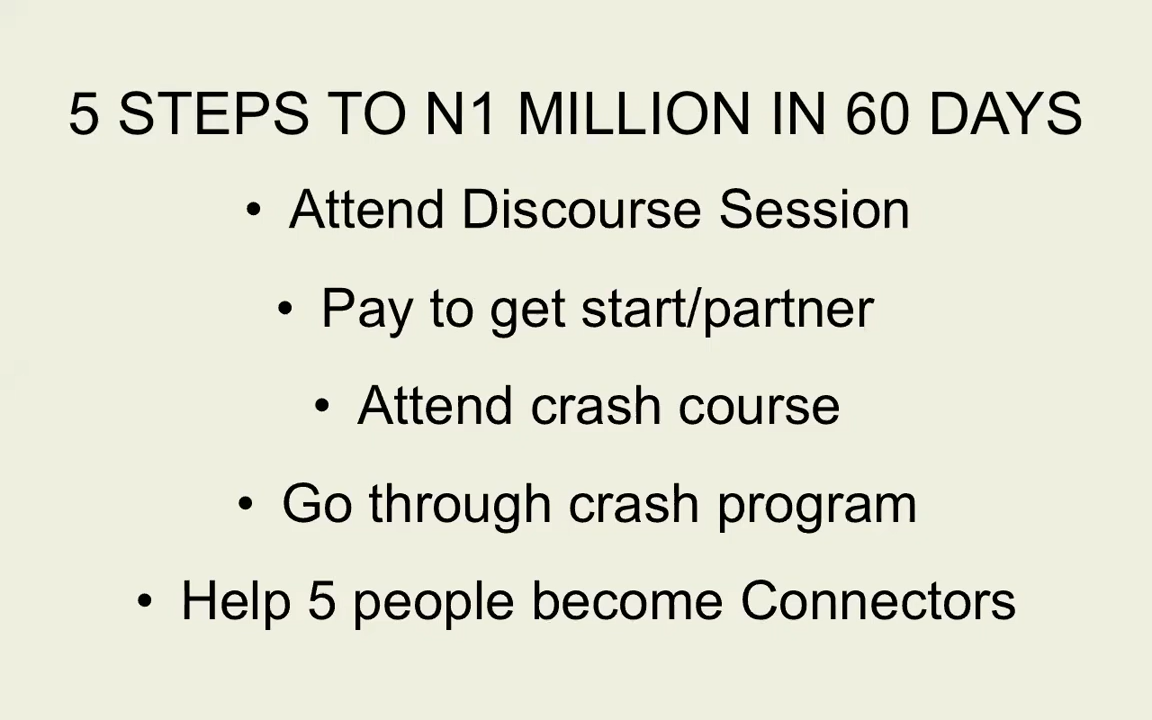 5 STEPS TO N1 MILLION IN 60 DAYS
• Attend Discourse Session
• Pay to get start/partner
• Attend crash course
• Go through crash program
• Help 5 people become Connectors